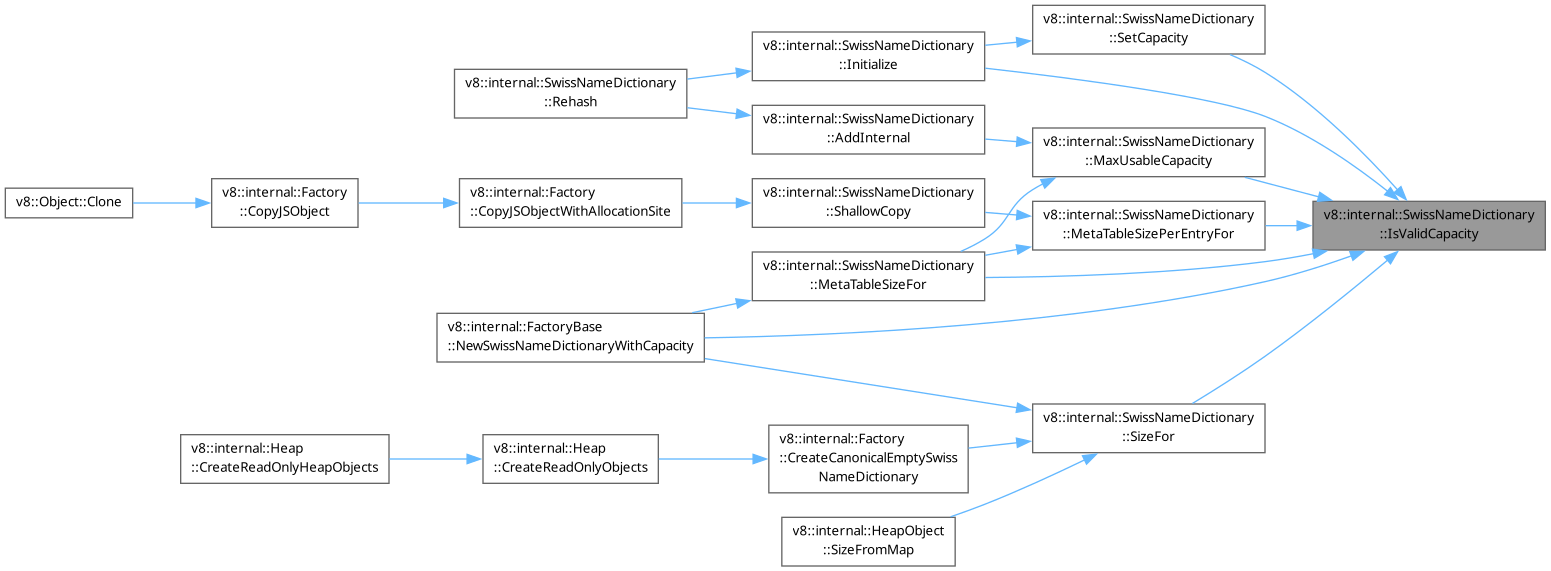 v8::internal::SwissNameDictionary
::SetCapacity
v8::internal::SwissNameDictionary
::Initialize
v8::internal::SwissNameDictionary
::Rehash
v8::internal::SwissNameDictionary
::AddInternal
v8::internal::SwissNameDictionary
::MaxUsableCapacity
v8::Object::Clone
v8::internal::Factory
::CopyJSObject
v8::internal::Factory
::CopyJSObjectWithAllocationSite
v8::internal::SwissNameDictionary
::ShallowCopy
v8::internal::SwissNameDictionary
::MetaTableSizePerEntryFor
v8::internal::SwissNameDictionary
::IsValidCapacity
v8::internal::SwissNameDictionary
::MetaTableSizeFor
v8::internal::FactoryBase
::NewSwissNameDictionaryWithCapacity
v8::internal::SwissNameDictionary
::SizeFor
v8::internal::Heap
::CreateReadOnlyHeapObjects
v8::internal::Heap
::CreateReadOnlyObjects
v8::internal::Factory
::CreateCanonicalEmptySwiss
NameDictionary
v8::internal::HeapObject
::SizeFromMap